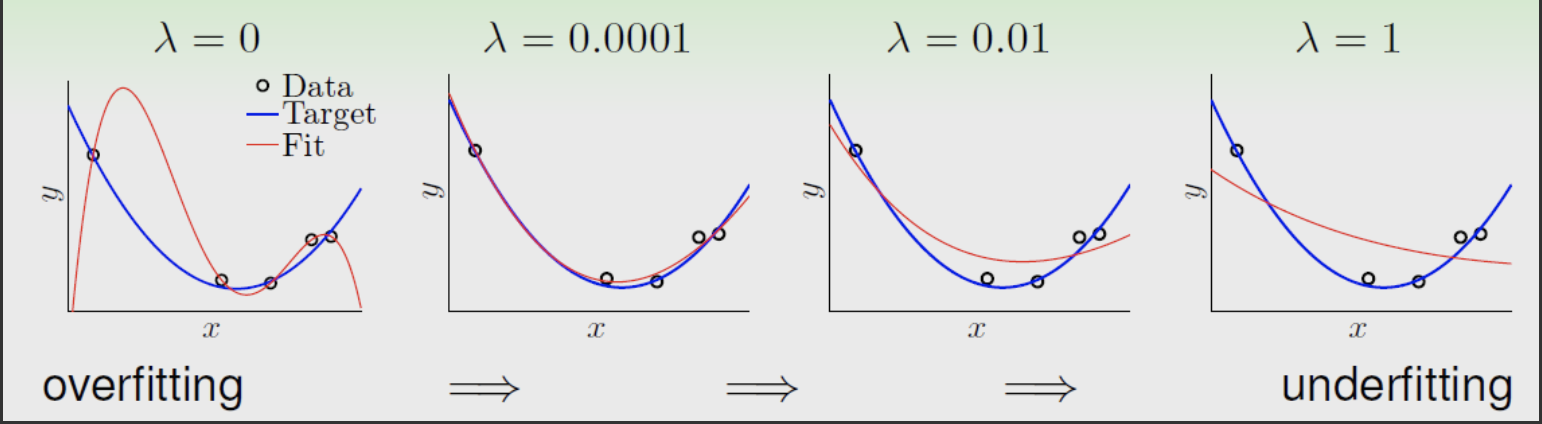 λ = 0
λ = 0.0001
λ = 0.01
λ = 1
Data
Target
Fit
y
x
y
x
y
x
y
x
overfitting ⟹ ⟹ ⟹ underfitting